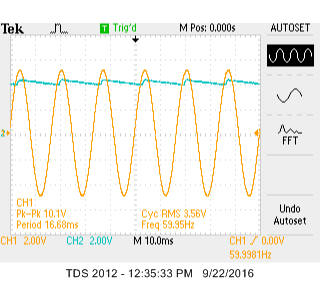 Tek Trig'd M Pos: 0.000s AUTOSET
FFT
2
CH1
Pk-Pk 10.1V Cyc RMS 3.56V
Period 16.68ms Freq 59.95Hz
Undo
Autoset
CH1 2.00V CH2 2.00V M 10.0ms CH1 / 0.00V
59.9981Hz
TDS 2012 - 12:35:33 PM 9/22/2016